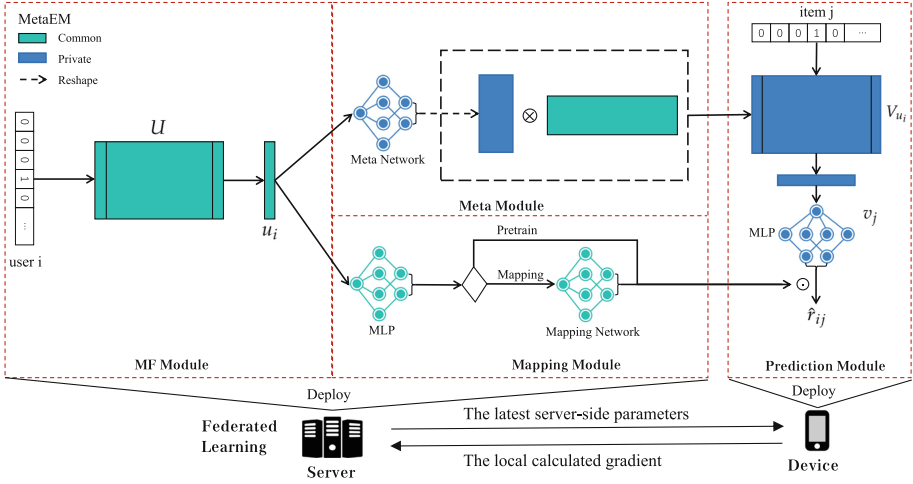 MetaEM
Common
Private
Reshape
0
0
0
1
0
...
user i
U
u_i
Meta Network
⊗
Meta Module
item j
0 0 0 1 0 ...
V_{u_i}
v_j
MLP
r̂_{ij}
Pretrain
Mapping
MLP
Mapping Network
MF Module
Mapping Module
Prediction Module
Deploy
Deploy
Federated
Learning
The latest server-side parameters
The local calculated gradient
Server
Device